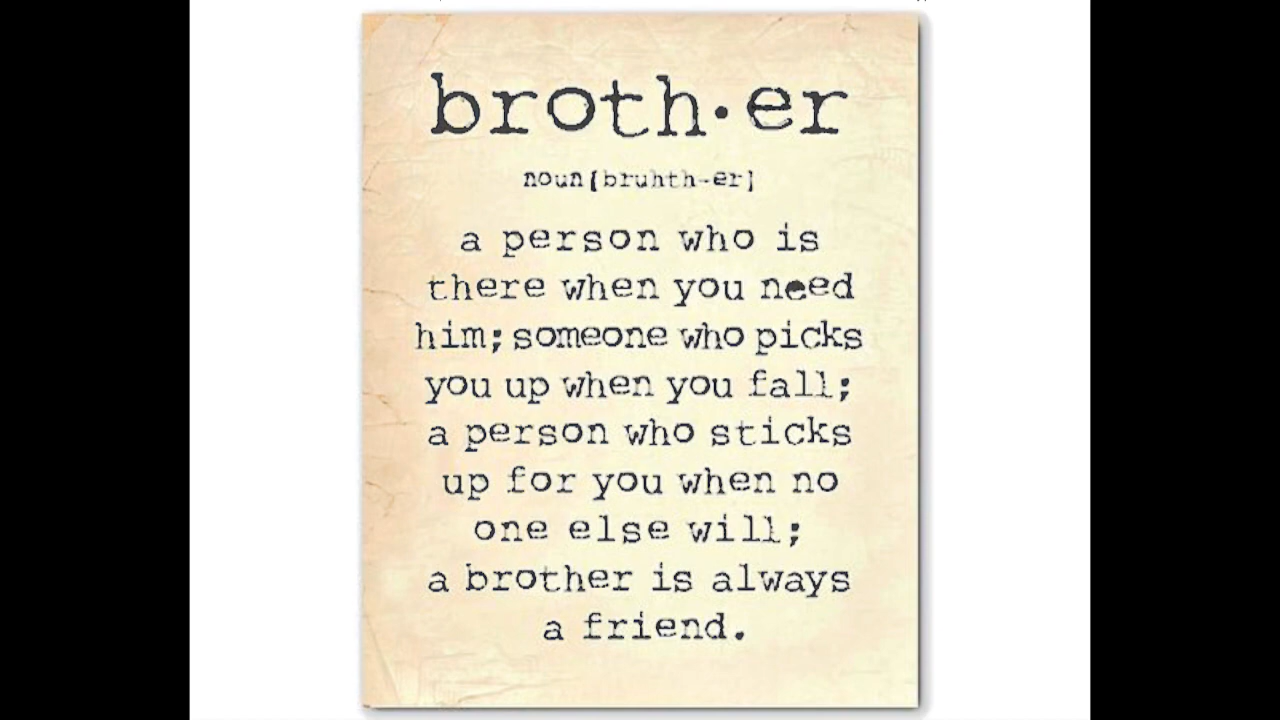 broth·er
noun[bruhth-er]
a person who is
there when you need
him; someone who picks
you up when you fall;
a person who sticks
up for you when no
one else will;
a brother is always
a friend.